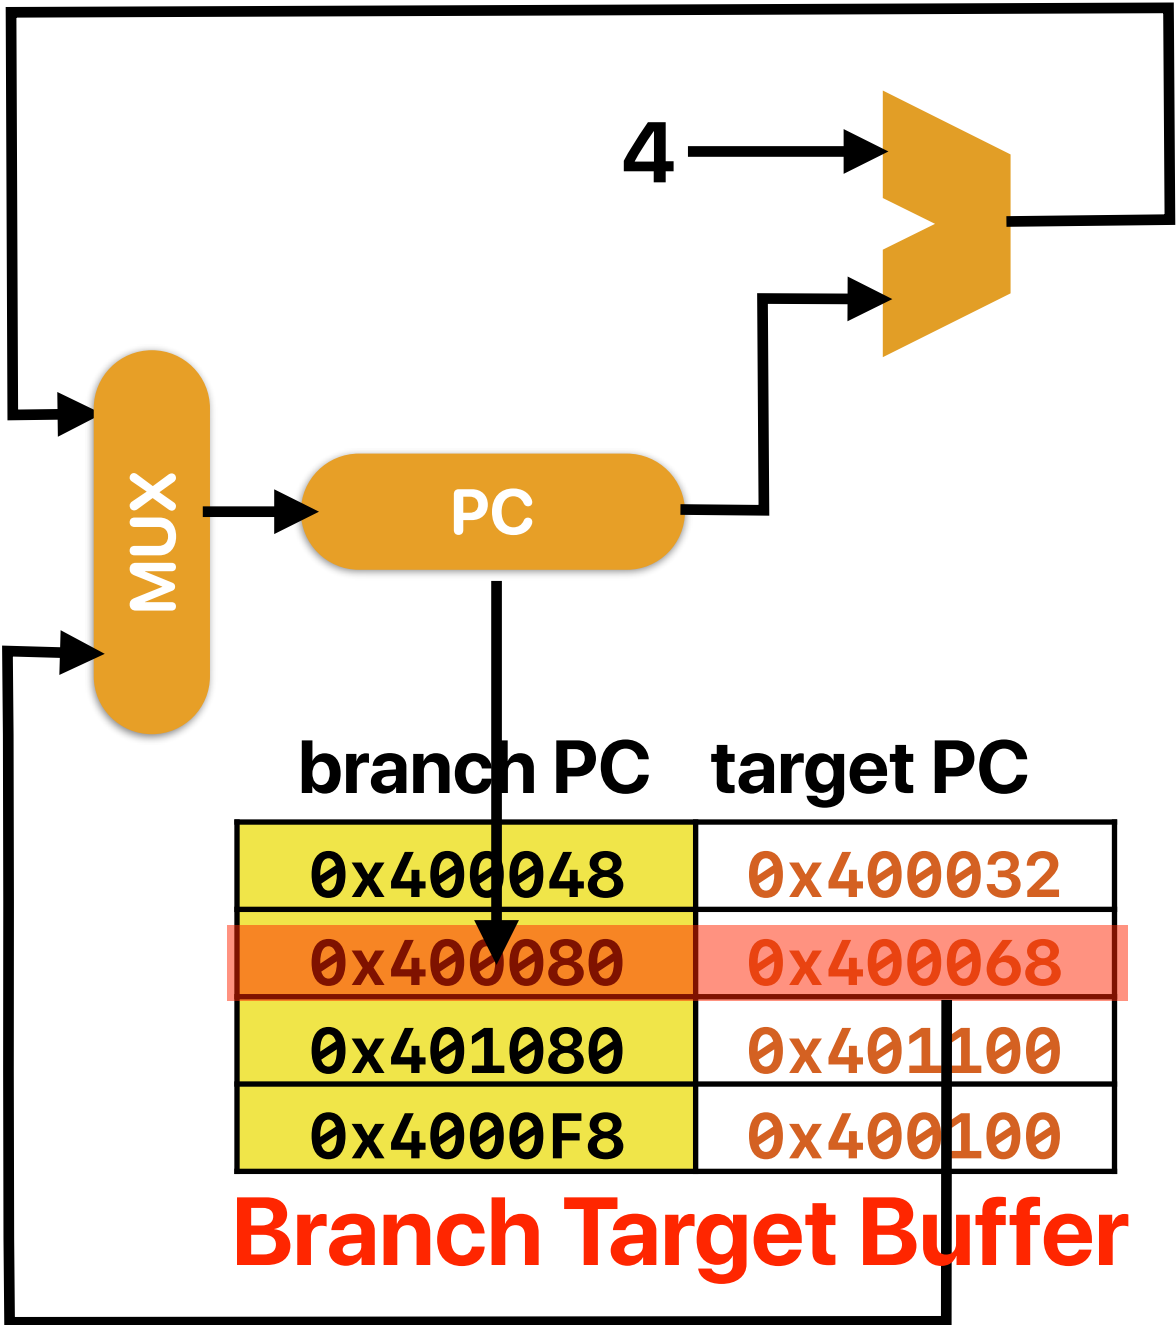 4
MUX
PC
branch PC target PC
0x400048 0x400032
0x400080 0x400068
0x401080 0x401100
0x4000F8 0x400100
Branch Target Buffer